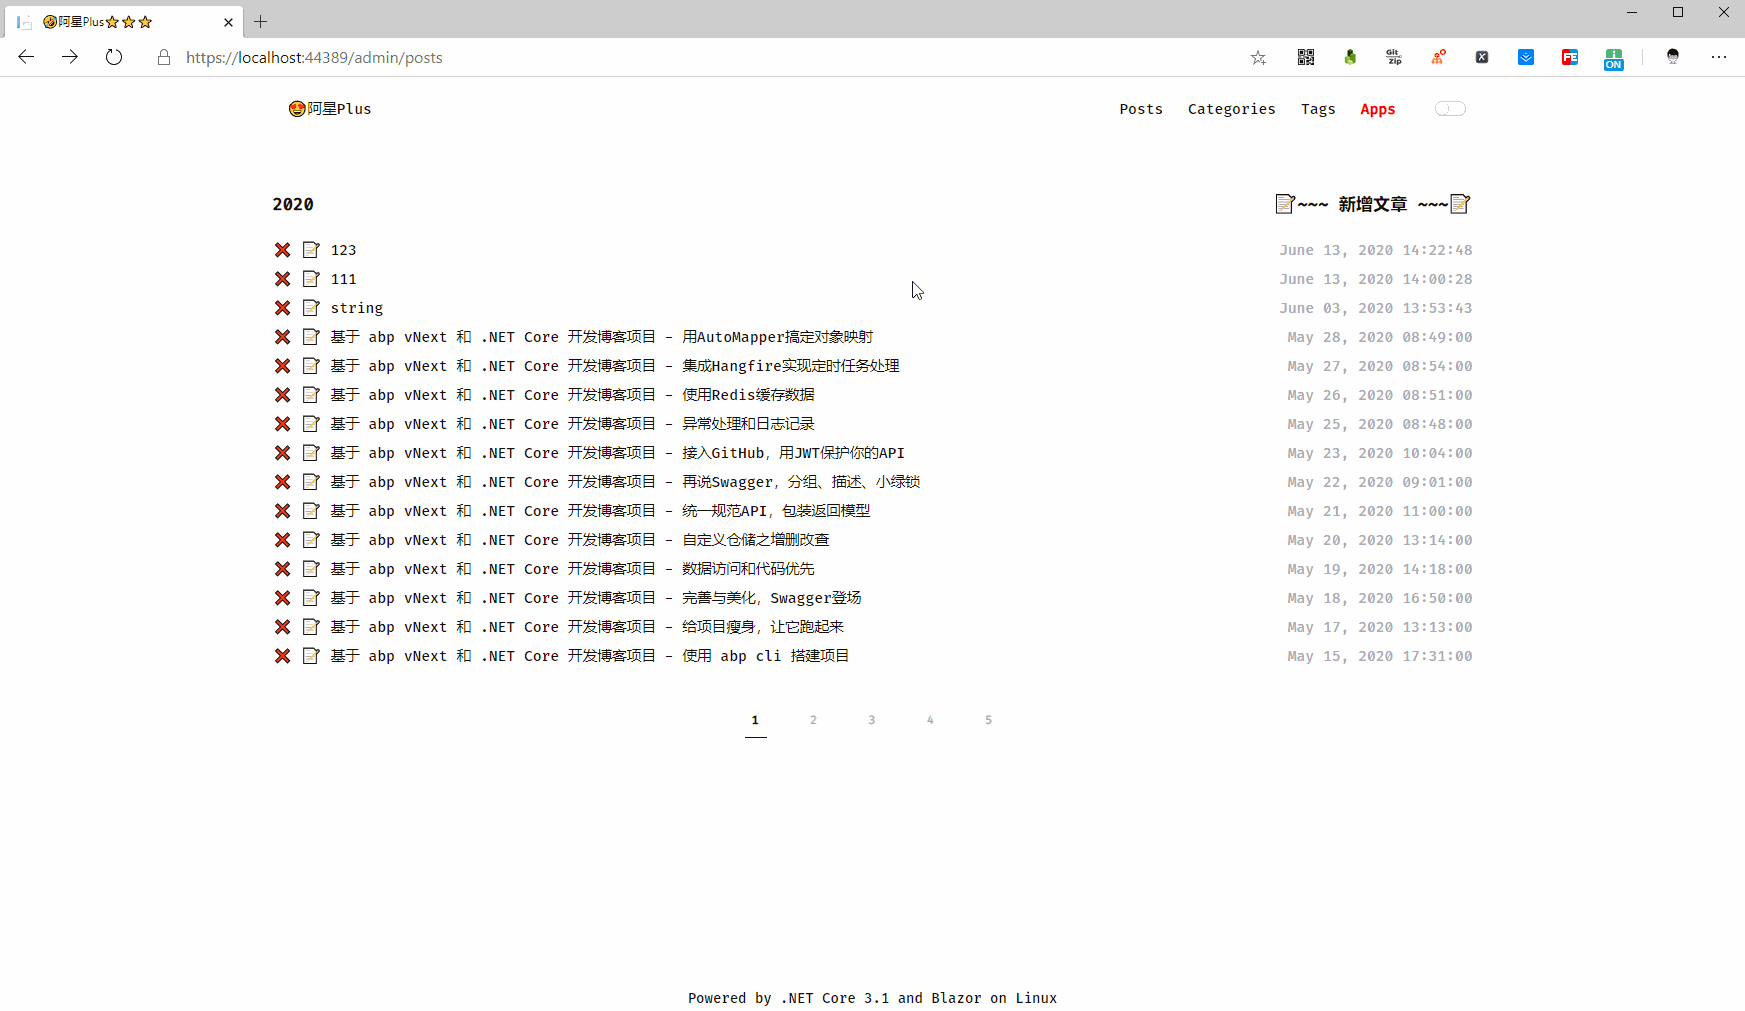 🤣阿星Plus⭐⭐⭐
https://localhost:44389/admin/posts
Git Zip
X
FE
ON
😍阿星Plus Posts Categories Tags Apps
2020 📝~~~ 新增文章 ~~~📝
❌ 📝 123 June 13, 2020 14:22:48
❌ 📝 111 June 13, 2020 14:00:28
❌ 📝 string June 03, 2020 13:53:43
❌ 📝 基于 abp vNext 和 .NET Core 开发博客项目 - 用AutoMapper搞定对象映射 May 28, 2020 08:49:00
❌ 📝 基于 abp vNext 和 .NET Core 开发博客项目 - 集成Hangfire实现定时任务处理 May 27, 2020 08:54:00
❌ 📝 基于 abp vNext 和 .NET Core 开发博客项目 - 使用Redis缓存数据 May 26, 2020 08:51:00
❌ 📝 基于 abp vNext 和 .NET Core 开发博客项目 - 异常处理和日志记录 May 25, 2020 08:48:00
❌ 📝 基于 abp vNext 和 .NET Core 开发博客项目 - 接入GitHub，用JWT保护你的API May 23, 2020 10:04:00
❌ 📝 基于 abp vNext 和 .NET Core 开发博客项目 - 再说Swagger，分组、描述、小绿锁 May 22, 2020 09:01:00
❌ 📝 基于 abp vNext 和 .NET Core 开发博客项目 - 统一规范API，包装返回模型 May 21, 2020 11:00:00
❌ 📝 基于 abp vNext 和 .NET Core 开发博客项目 - 自定义仓储之增删改查 May 20, 2020 13:14:00
❌ 📝 基于 abp vNext 和 .NET Core 开发博客项目 - 数据访问和代码优先 May 19, 2020 14:18:00
❌ 📝 基于 abp vNext 和 .NET Core 开发博客项目 - 完善与美化，Swagger登场 May 18, 2020 16:50:00
❌ 📝 基于 abp vNext 和 .NET Core 开发博客项目 - 给项目瘦身，让它跑起来 May 17, 2020 13:13:00
❌ 📝 基于 abp vNext 和 .NET Core 开发博客项目 - 使用 abp cli 搭建项目 May 15, 2020 17:31:00
1 2 3 4 5
Powered by .NET Core 3.1 and Blazor on Linux